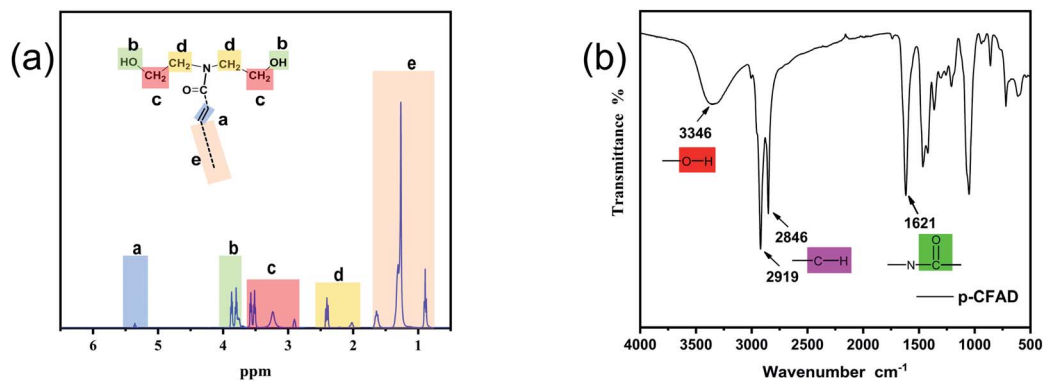 (a)
b d d b
HO CH₂ N CH₂ OH
CH₂ CH₂
c O=C c
a
e
e
a
b
c
d
6 5 4 3 2 1
ppm
(b)
Transmittance %
3346
O-H
2846
C-H
2919
1621
O
N-C
p-CFAD
4000 3500 3000 2500 2000 1500 1000 500
Wavenumber cm⁻¹